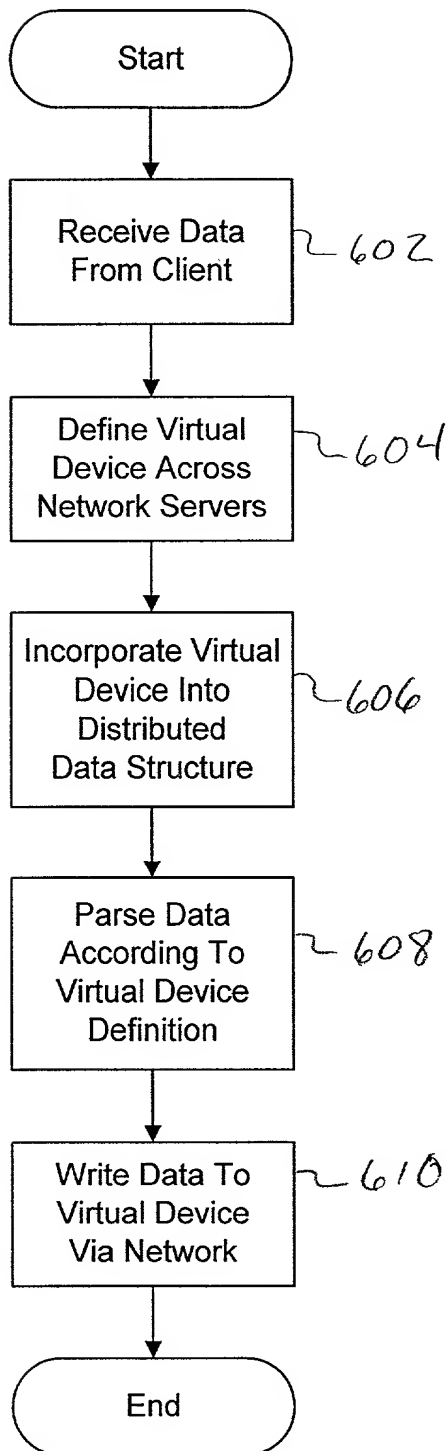 Start
Receive Data
From Client
602
Define Virtual
Device Across
Network Servers
604
Incorporate Virtual
Device Into
Distributed
Data Structure
606
Parse Data
According To
Virtual Device
Definition
608
Write Data To
Virtual Device
Via Network
610
End